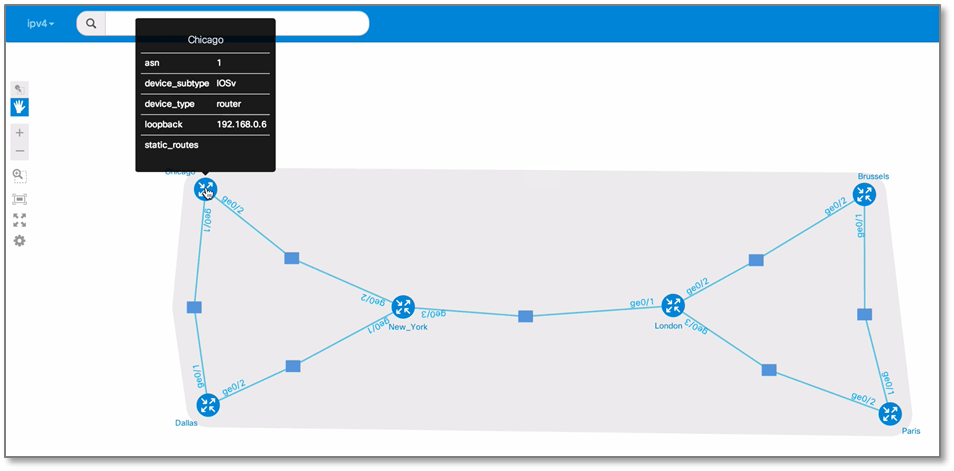 ipv4
Chicago
asn 1
device_subtype IOSv
device_type router
loopback 192.168.0.6
static_routes
Chicago
Brussels
ge0/2
ge0/1
ge0/2
ge0/1
ge0/2
ge0/2
ge0/3
ge0/1
ge0/1
New_York
London
ge0/3
ge0/1
ge0/2
ge0/1
ge0/2
Dallas
Paris